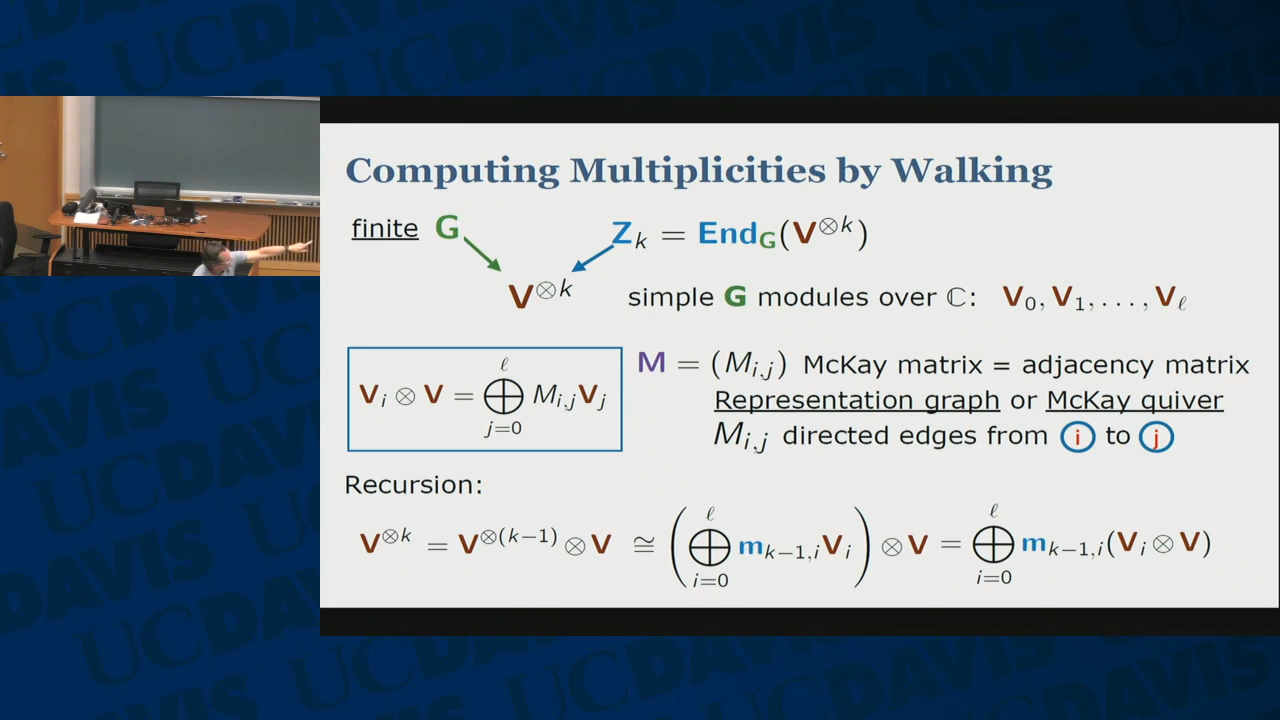 Computing Multiplicities by Walking
finite G
Z_k = End_G(V^{⊗k})
V^{⊗k}
simple G modules over ℂ: V_0, V_1, ..., V_ℓ
V_i ⊗ V = ⨁_{j=0}^{ℓ} M_{i,j}V_j
M = (M_{i,j}) McKay matrix = adjacency matrix
Representation graph or McKay quiver
M_{i,j} directed edges from i to j
Recursion:
V^{⊗k} = V^{⊗(k−1)} ⊗ V ≅ (⨁_{i=0}^{ℓ} m_{k−1,i}V_i) ⊗ V = ⨁_{i=0}^{ℓ} m_{k−1,i}(V_i ⊗ V)
UCDAVIS